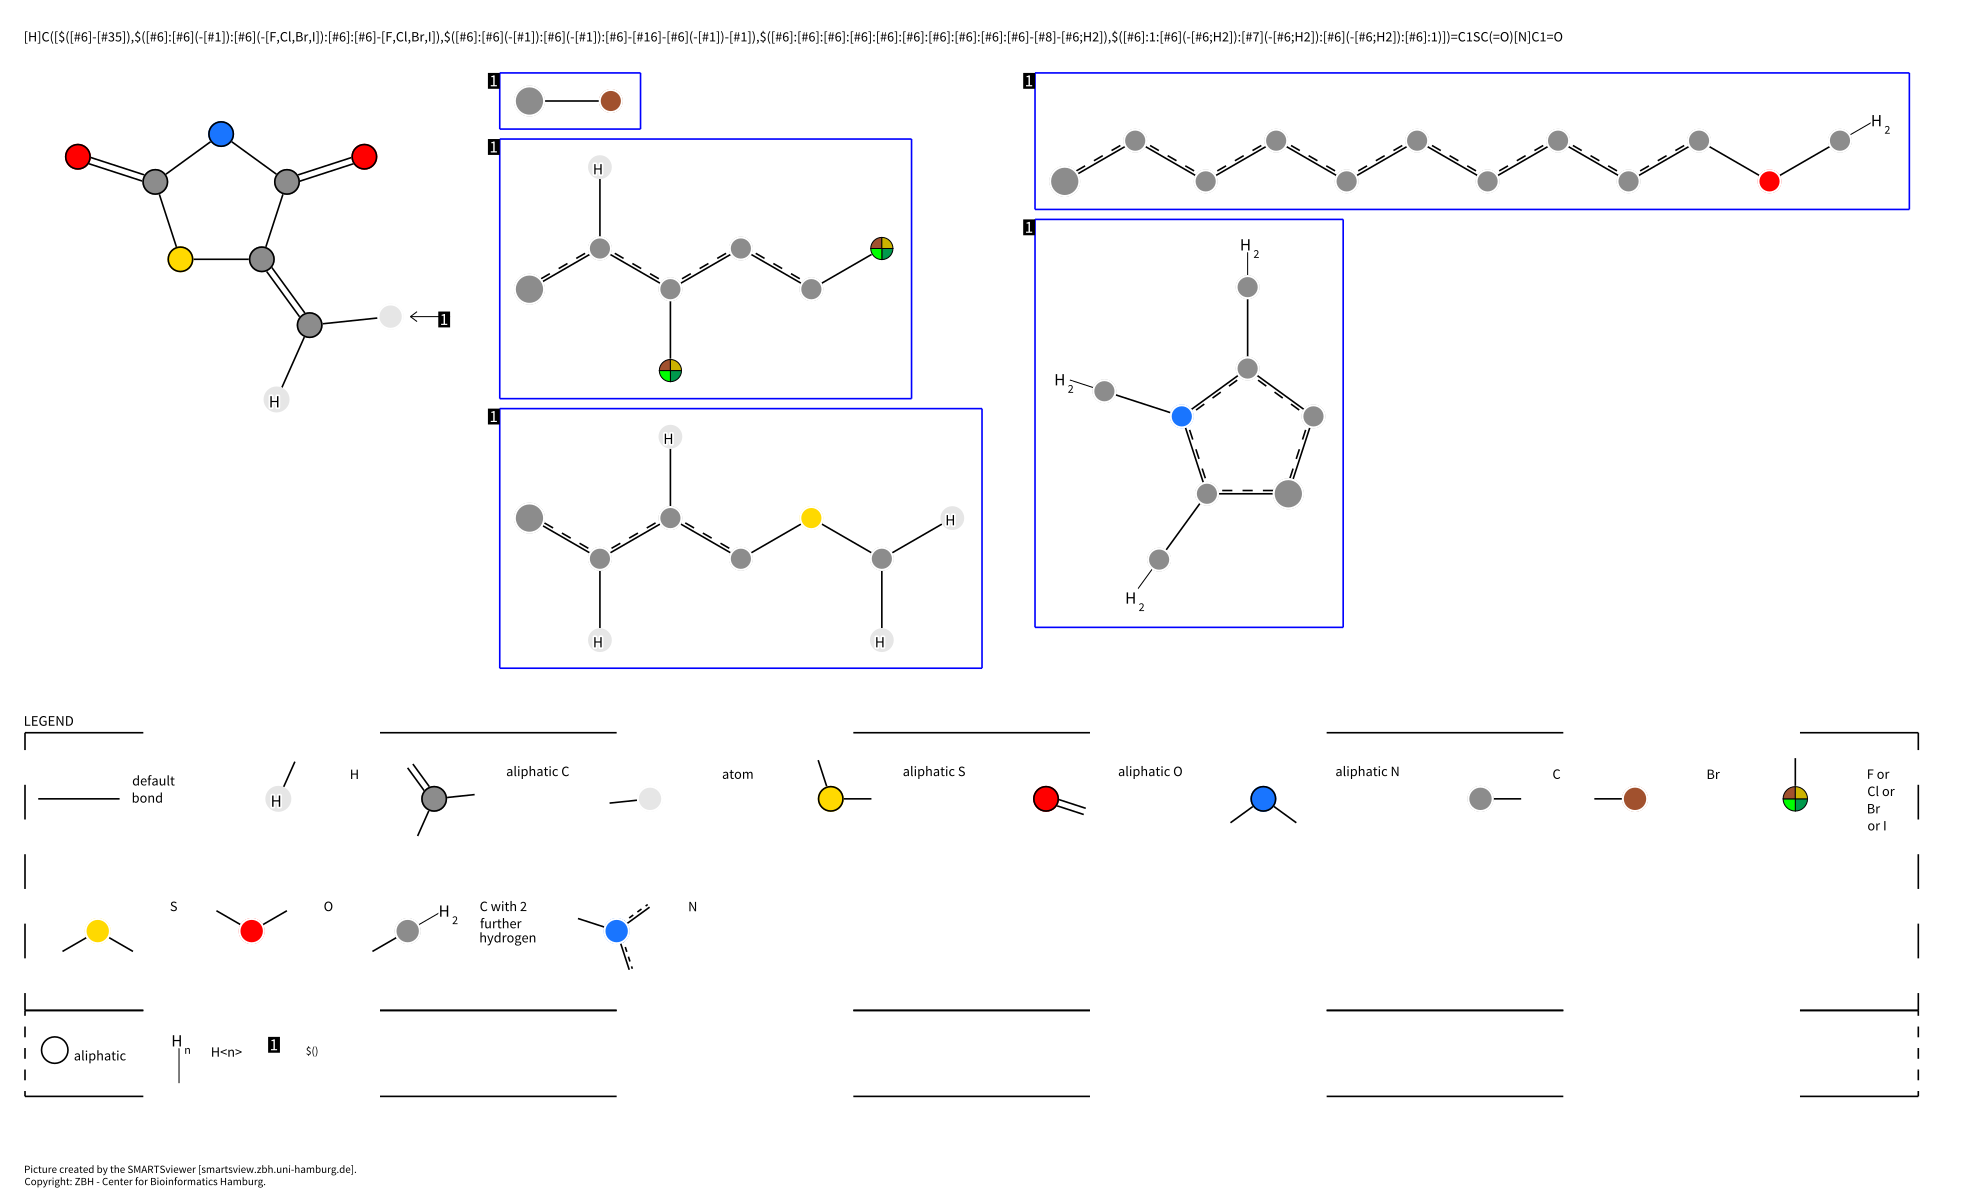 [H]C([$([#6]-[#35]),$([#6]:[#6](-[#1]):[#6](-[F,Cl,Br,I]):[#6]:[#6]-[F,Cl,Br,I]),$([#6]:[#6](-[#1]):[#6](-[#1]):[#6]-[#16]-[#6](-[#1])-[#1]),$([#6]:[#6]:[#6]:[#6]:[#6]:[#6]:[#6]:[#6]:[#6]:[#6]-[#8]-[#6;H2]),$([#6]:1:[#6](-[#6;H2]):[#7](-[#6;H2]):[#6](-[#6;H2]):[#6]:1)])=C1SC(=O)[N]C1=O
1
1
H2
1
H
1
H2
H2
1
H
H2
1
H
H
H
H
H
LEGEND
default
bond
H
H
aliphatic C
atom
aliphatic S
aliphatic O
aliphatic N
C
Br
F or
Cl or
Br
or I
S
O
H2
C with 2
further
hydrogen
N
aliphatic
Hn
H<n>
1
$()
Picture created by the SMARTSviewer [smartsview.zbh.uni-hamburg.de].
Copyright: ZBH - Center for Bioinformatics Hamburg.